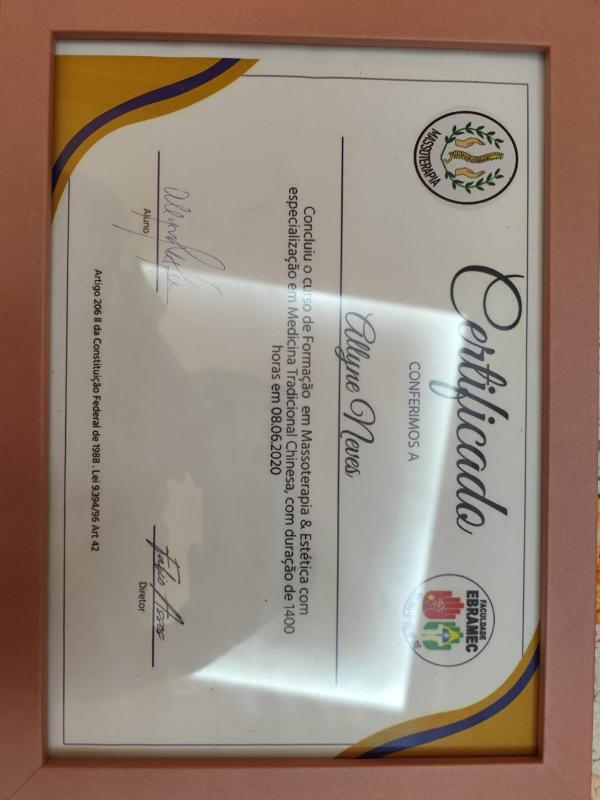 MASSOTERAPIA
Certificado
FACULDADE
EBRAMEC
CONFERIMOS A
Allyne Neves
Concluiu o curso de Formação em Massoterapia & Estética com
especialização em Medicina Tradicional Chinesa, com duração de 1400
horas em 08.06.2020
Aluno
Diretor
Artigo 206 II da Constituição Federal de 1988 . Lei 9.394/96 Art 42